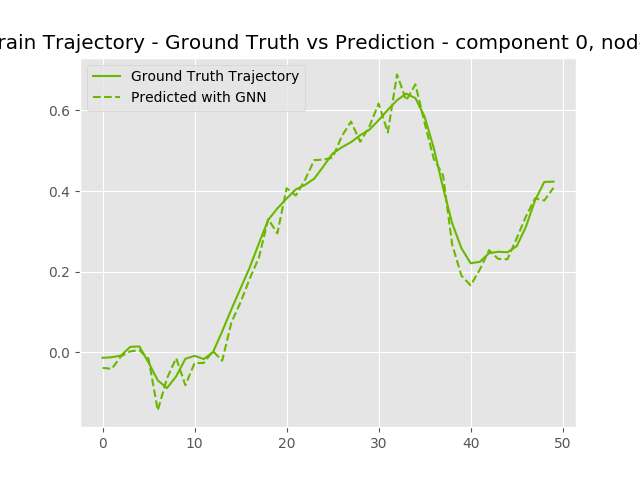 rain Trajectory - Ground Truth vs Prediction - component 0, nod
Ground Truth Trajectory
Predicted with GNN
0.6
0.4
0.2
0.0
0 10 20 30 40 50